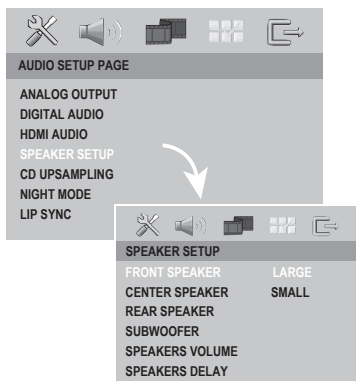 AUDIO SETUP PAGE
ANALOG OUTPUT
DIGITAL AUDIO
HDMI AUDIO
SPEAKER SETUP
CD UPSAMPLING
NIGHT MODE
LIP SYNC
SPEAKER SETUP
FRONT SPEAKER LARGE
CENTER SPEAKER SMALL
REAR SPEAKER
SUBWOOFER
SPEAKERS VOLUME
SPEAKERS DELAY